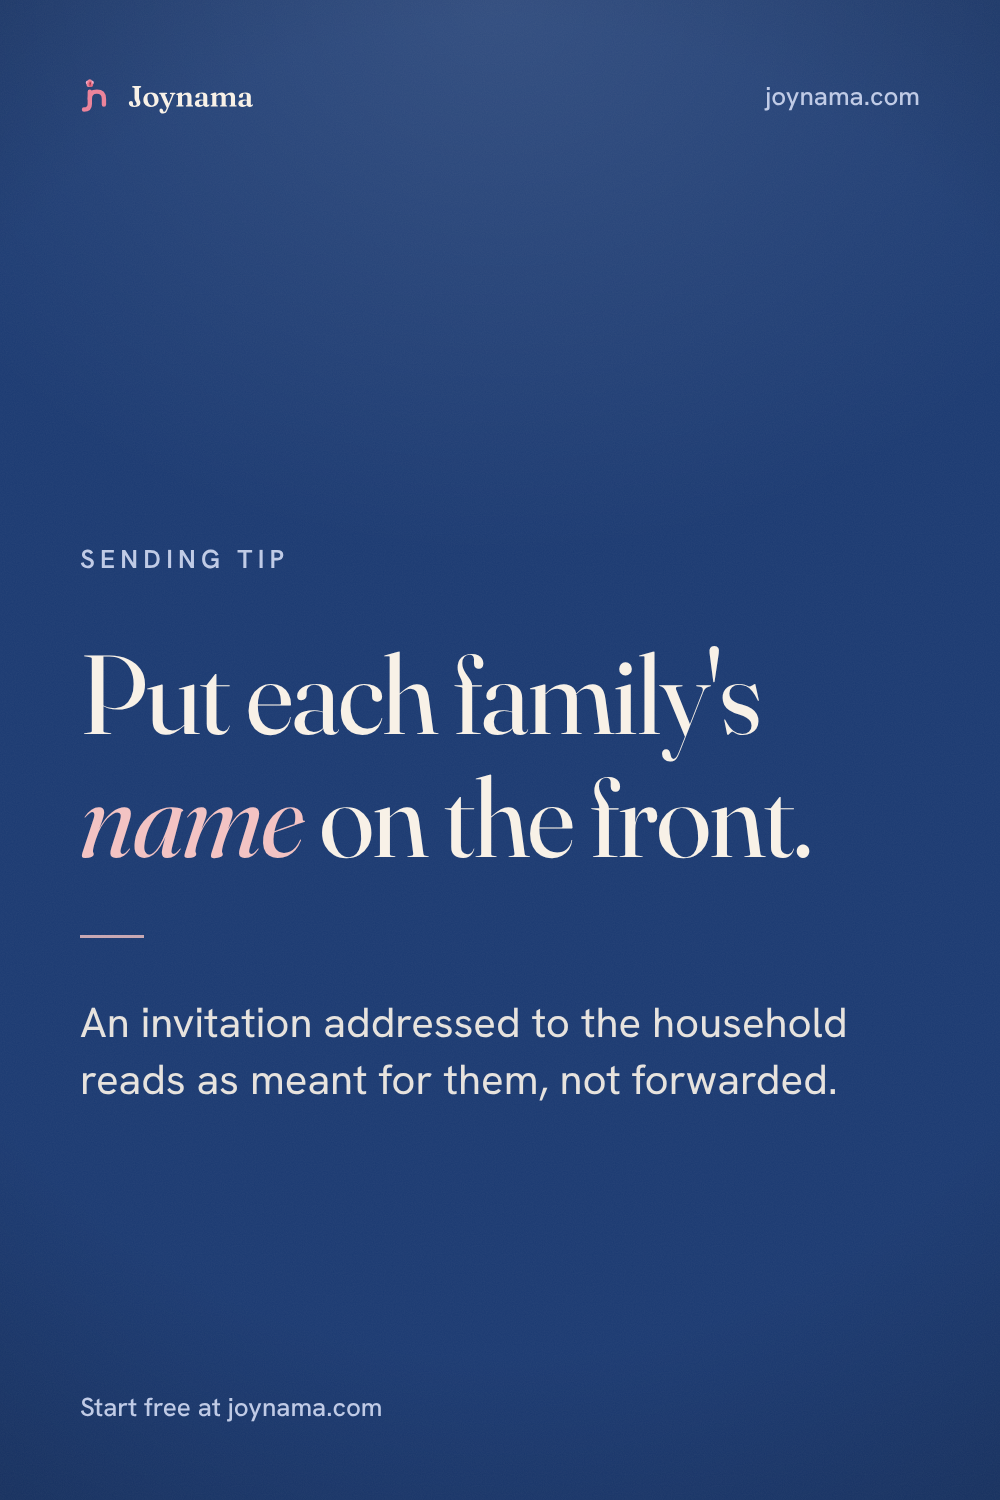 Joynama
joynama.com
SENDING TIP
Put each family's
name on the front.
An invitation addressed to the household
reads as meant for them, not forwarded.
Start free at joynama.com